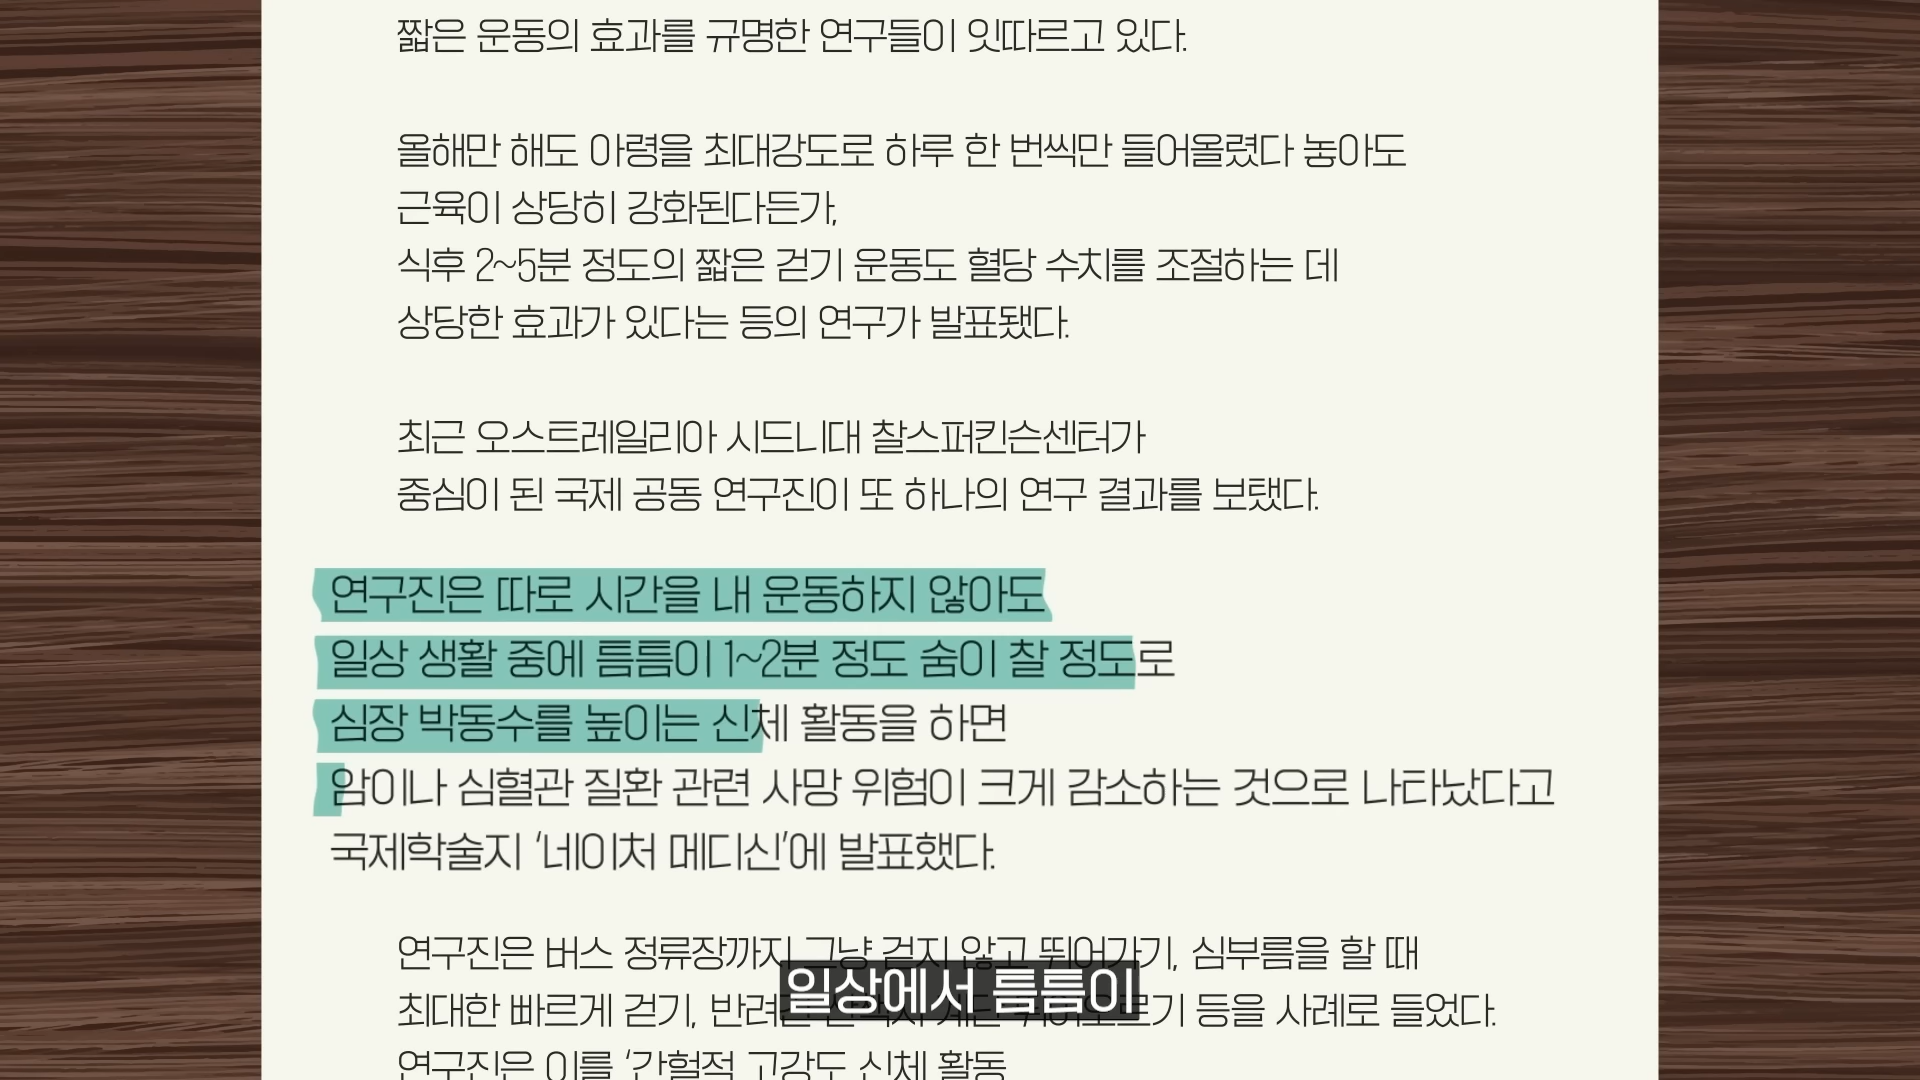 짧은 운동의 효과를 규명한 연구들이 잇따르고 있다.
올해만 해도 아령을 최대강도로 하루 한 번씩만 들어올렸다 놓아도
근육이 상당히 강화된다든가,
식후 2~5분 정도의 짧은 걷기 운동도 혈당 수치를 조절하는 데
상당한 효과가 있다는 등의 연구가 발표됐다.
최근 오스트레일리아 시드니대 찰스퍼킨슨센터가
중심이 된 국제 공동 연구진이 또 하나의 연구 결과를 보탰다.
연구진은 따로 시간을 내 운동하지 않아도
일상 생활 중에 틈틈이 1~2분 정도 숨이 찰 정도로
심장 박동수를 높이는 신체 활동을 하면
암이나 심혈관 질환 관련 사망 위험이 크게 감소하는 것으로 나타났다고
국제학술지 ‘네이처 메디신’에 발표했다.
연구진은 버스 정류장까지 그냥 걷지 않고 뛰어가기, 심부름을 할 때
일상에서 틈틈이
최대한 빠르게 걷기, 등을 사례로 들었다.
연구진은 이를 ‘간헐적 고강도 신체 활동